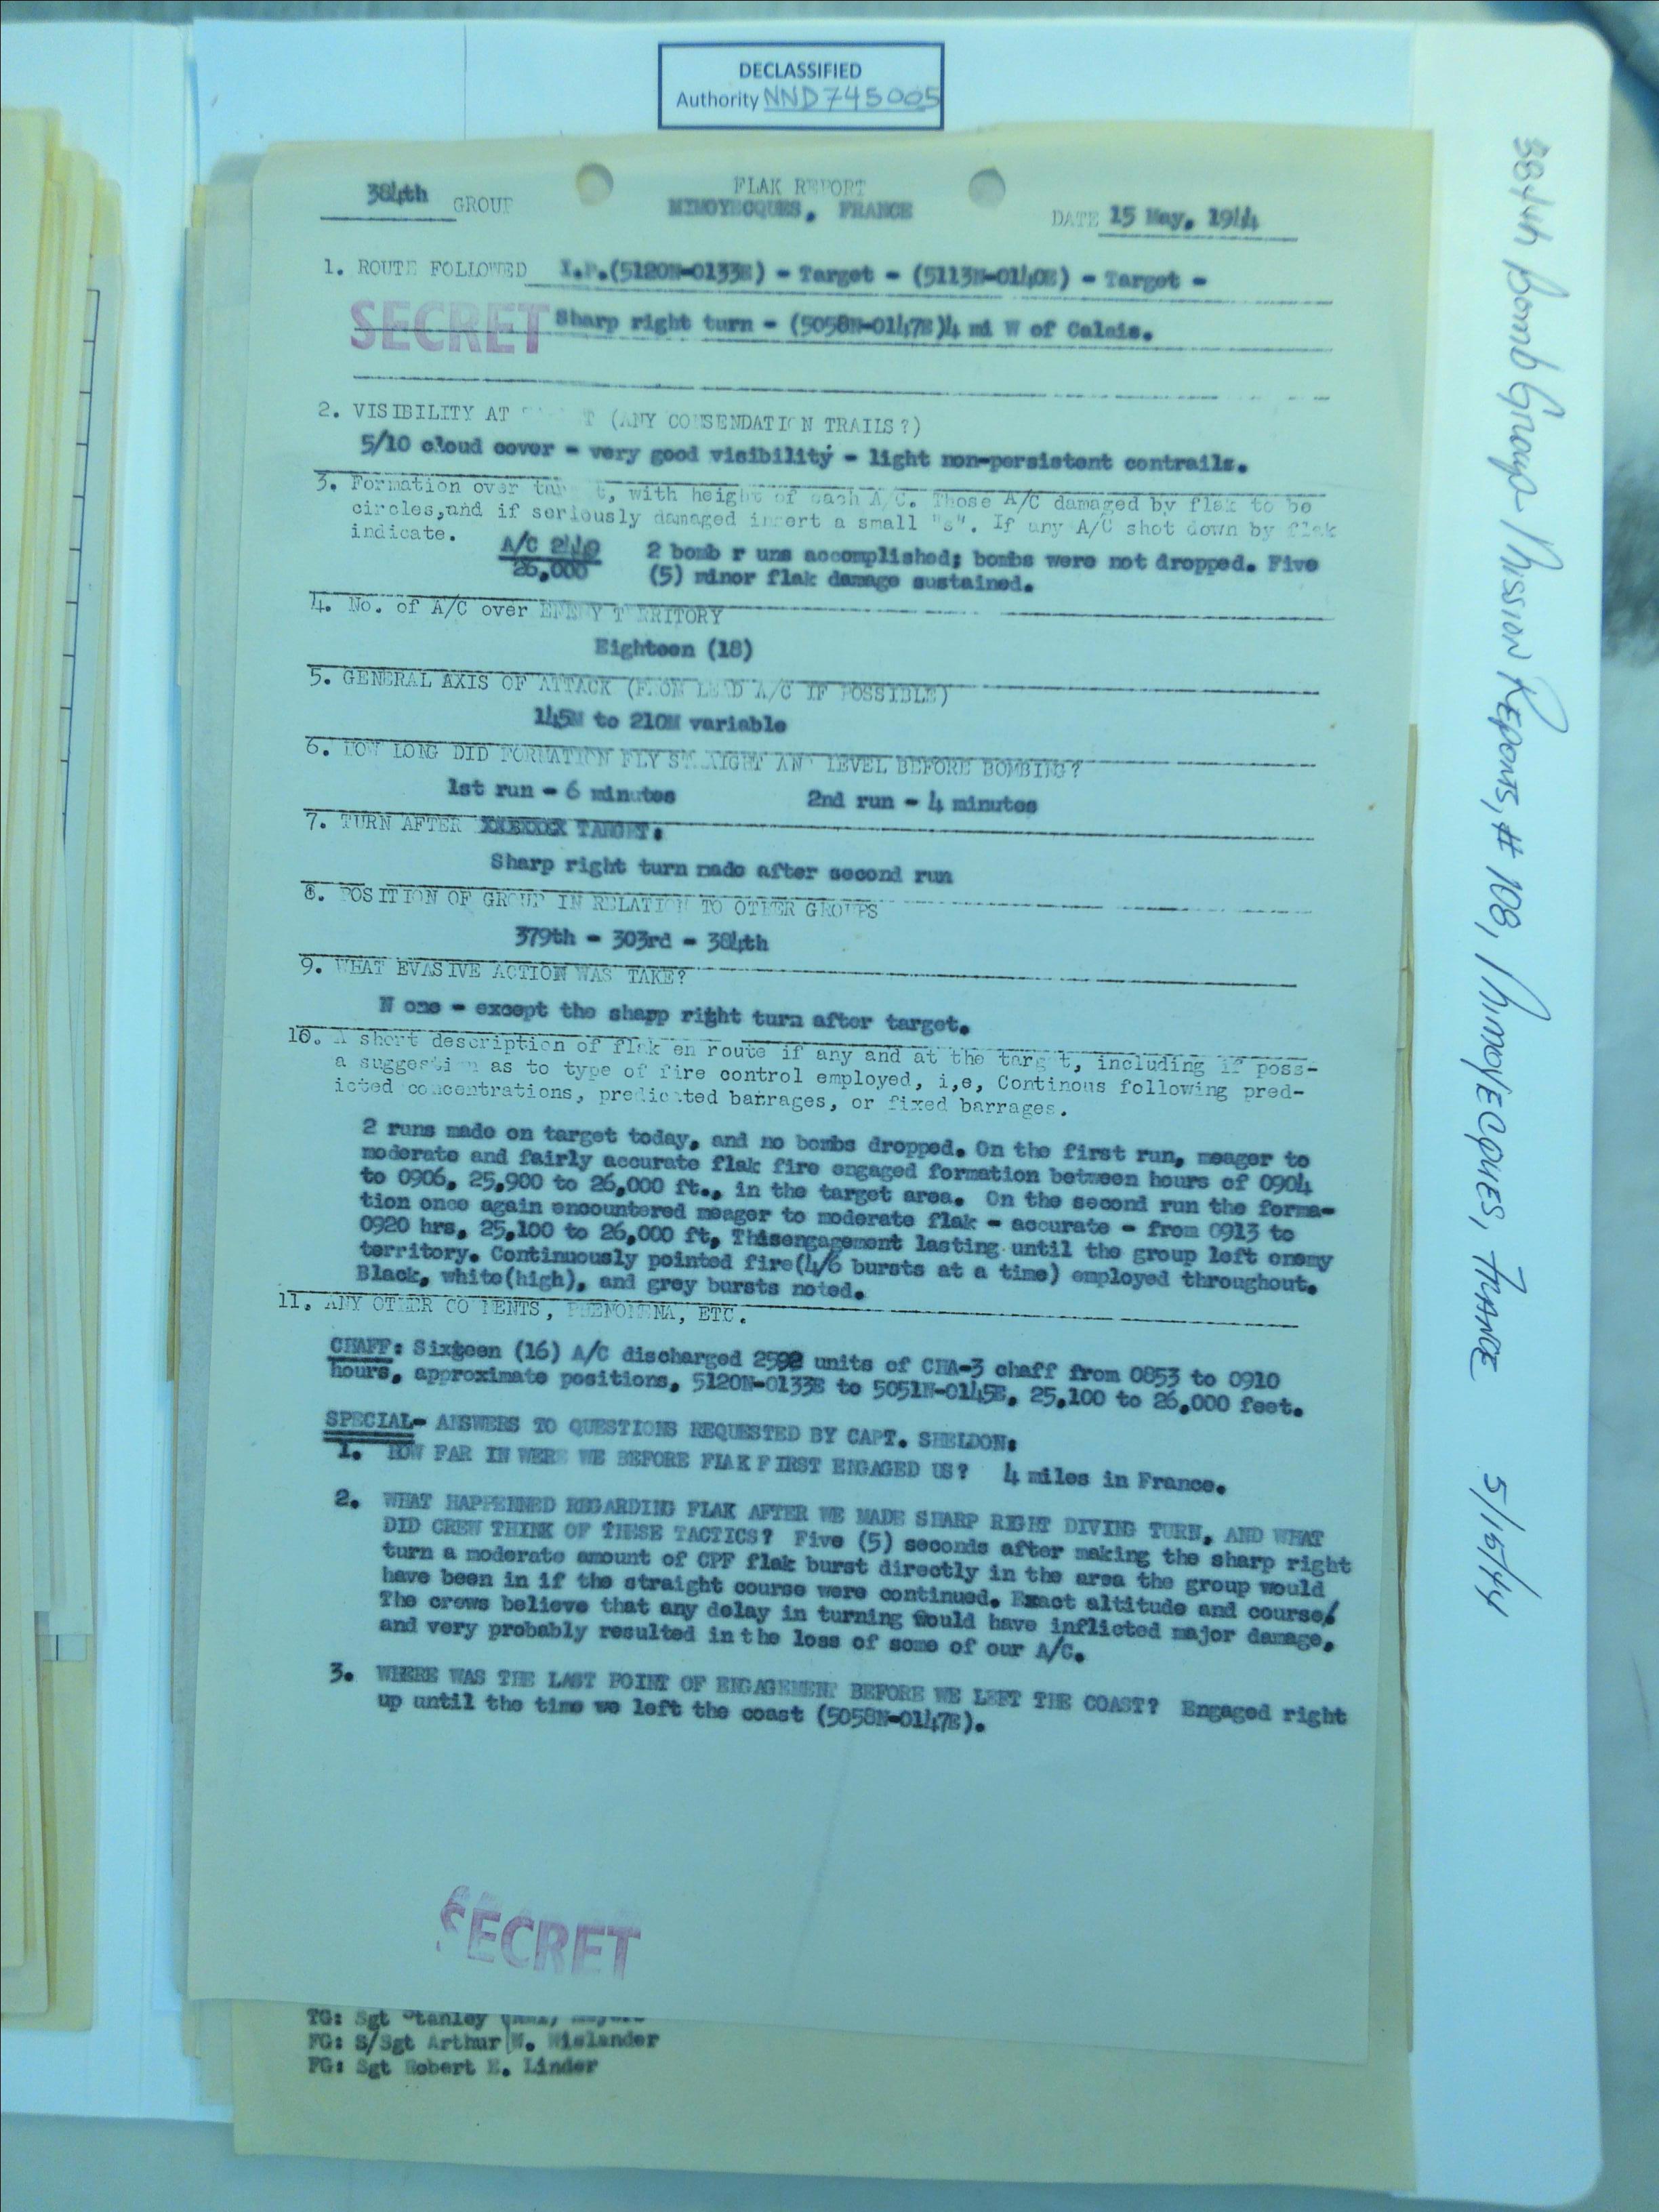 DECLASSIFIED
Authority NND745005
384th GROUP
FLAK REPORT
MIMOYECQUES, FRANCE
DATE 15 May, 1944
1. ROUTE FOLLOWED I.P.(5120N-0133E) - Target - (5113N-0140E) - Target -
SECRET Sharp right turn - (5058N-0147E)4 mi W of Calais.
2. VISIBILITY AT (ANY CONSENDATION TRAILS?)
5/10 cloud cover - very good visibility - light non-persistent contrails.
3. Formation over target, with height of each A/C. Those A/C damaged by flak to be
circles,and if seriously damaged insert a small "s". If any A/C shot down by flak
indicate.
A/C 2440 2 bomb r uns accomplished; bombs were not dropped. Five
26,000 (5) minor flak damage sustained.
4. No. of A/C over ENEMY TERRITORY
Eighteen (18)
5. GENERAL AXIS OF ATTACK (FROM LEAD A/C IF POSSIBLE)
145M to 210M variable
6. HOW LONG DID FORMATION FLY STRAIGHT AND LEVEL BEFORE BOMBING?
1st run - 6 minutes 2nd run - 4 minutes
7. TURN AFTER TARGET.
Sharp right turn made after second run
8. POSITION OF GROUP IN RELATION TO OTHER GROUPS
379th - 303rd - 384th
9. WHAT EVASIVE ACTION WAS TAKE?
N one - except the shapp right turn after target.
10. A short description of flak en route if any and at the target, including if poss-
a suggestion as to type of fire control employed, i,e, Continous following pred-
icted concentrations, predicated barrages, or fixed barrages.
2 runs made on target today, and no bombs dropped. On the first run, meager to
moderate and fairly accurate flak fire engaged formation between hours of 0904
to 0906, 25,900 to 26,000 ft., in the target area. On the second run the forma-
tion once again encountered meager to moderate flak - accurate - from 0913 to
0920 hrs, 25,100 to 26,000 ft, Thisengagement lasting until the group left enemy
territory. Continuously pointed fire(4/6 bursts at a time) employed throughout.
Black, white(high), and grey bursts noted.
11. ANY OTHER COMMENTS, PHENOMENA, ETC.
CHAFF: Sixteen (16) A/C discharged 2592 units of CHA-3 chaff from 0853 to 0910
hours, approximate positions, 5120N-0133E to 5051N-0145E, 25,100 to 26,000 feet.
SPECIAL- ANSWERS TO QUESTIONS REQUESTED BY CAPT. SHELDON:
1. HOW FAR IN WERE WE BEFORE FLAK F IRST ENGAGED US? 4 miles in France.
2. WHAT HAPPENNED REGARDING FLAK AFTER WE MADE SHARP RIGHT DIVING TURN, AND WHAT
DID CREW THINK OF THESE TACTICS? Five (5) seconds after making the sharp right
turn a moderate amount of CPF flak burst directly in the area the group would
have been in if the straight course were continued. Exact altitude and course!
The crews believe that any delay in turning would have inflicted major damage,
and very probably resulted in the loss of some of our A/C.
3. WHERE WAS THE LAST POINT OF ENGAGEMENT BEFORE WE LEFT THE COAST? Engaged right
up until the time we left the coast (5058N-0147E).
SECRET
TG: Sgt Stanley
FG: S/Sgt Arthur W. Wislander
FG: Sgt Robert E. Linder
384th Bomb Group Mission Reports, # 108, MimoyEcques, France 5/15/44